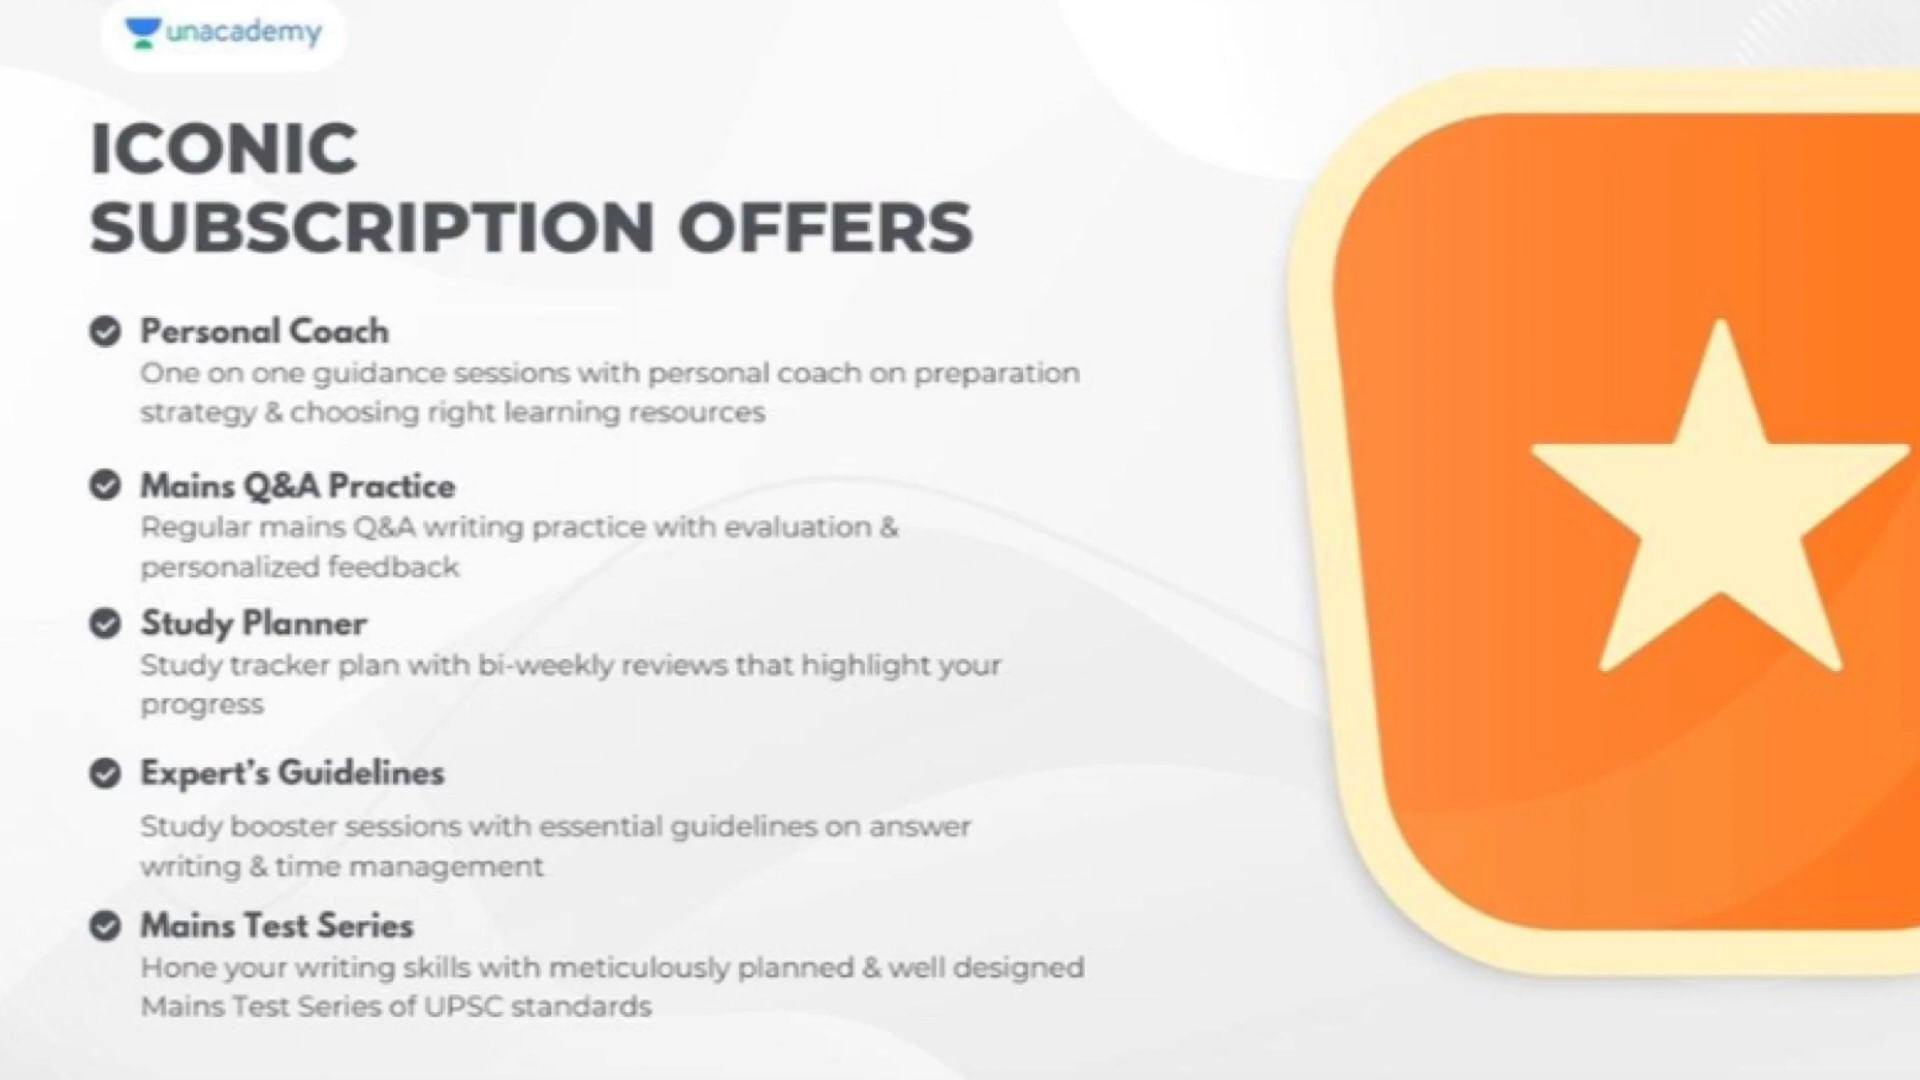 unacademy
ICONIC
SUBSCRIPTION OFFERS
Personal Coach
One on one guidance sessions with personal coach on preparation
strategy & choosing right learning resources
Mains Q&A Practice
Regular mains Q&A writing practice with evaluation &
personalized feedback
Study Planner
Study tracker plan with bi-weekly reviews that highlight your
progress
Expert's Guidelines
Study booster sessions with essential guidelines on answer
writing & time management
Mains Test Series
Hone your writing skills with meticulously planned & well designed
Mains Test Series of UPSC standards